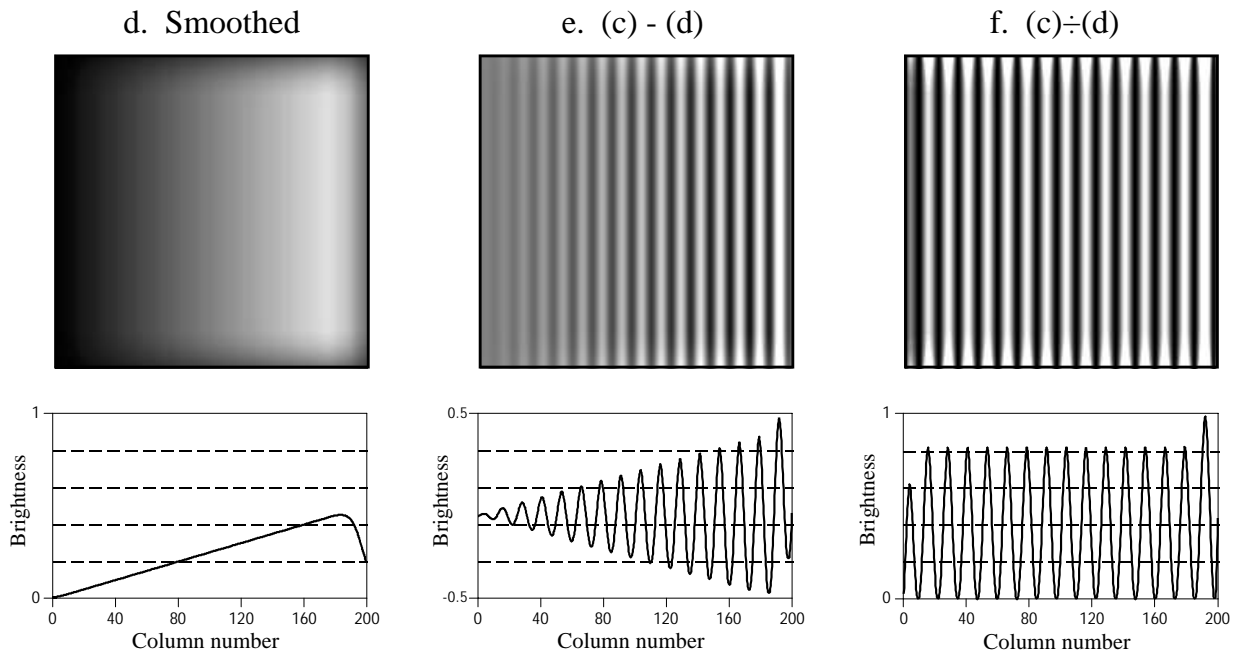 d. Smoothed
e. (c) - (d)
f. (c)÷(d)
1
0
Brightness
0 40 80 120 160 200
Column number
0.5
0
-0.5
Brightness
0 40 80 120 160 200
Column number
1
0
Brightness
0 40 80 120 160 200
Column number